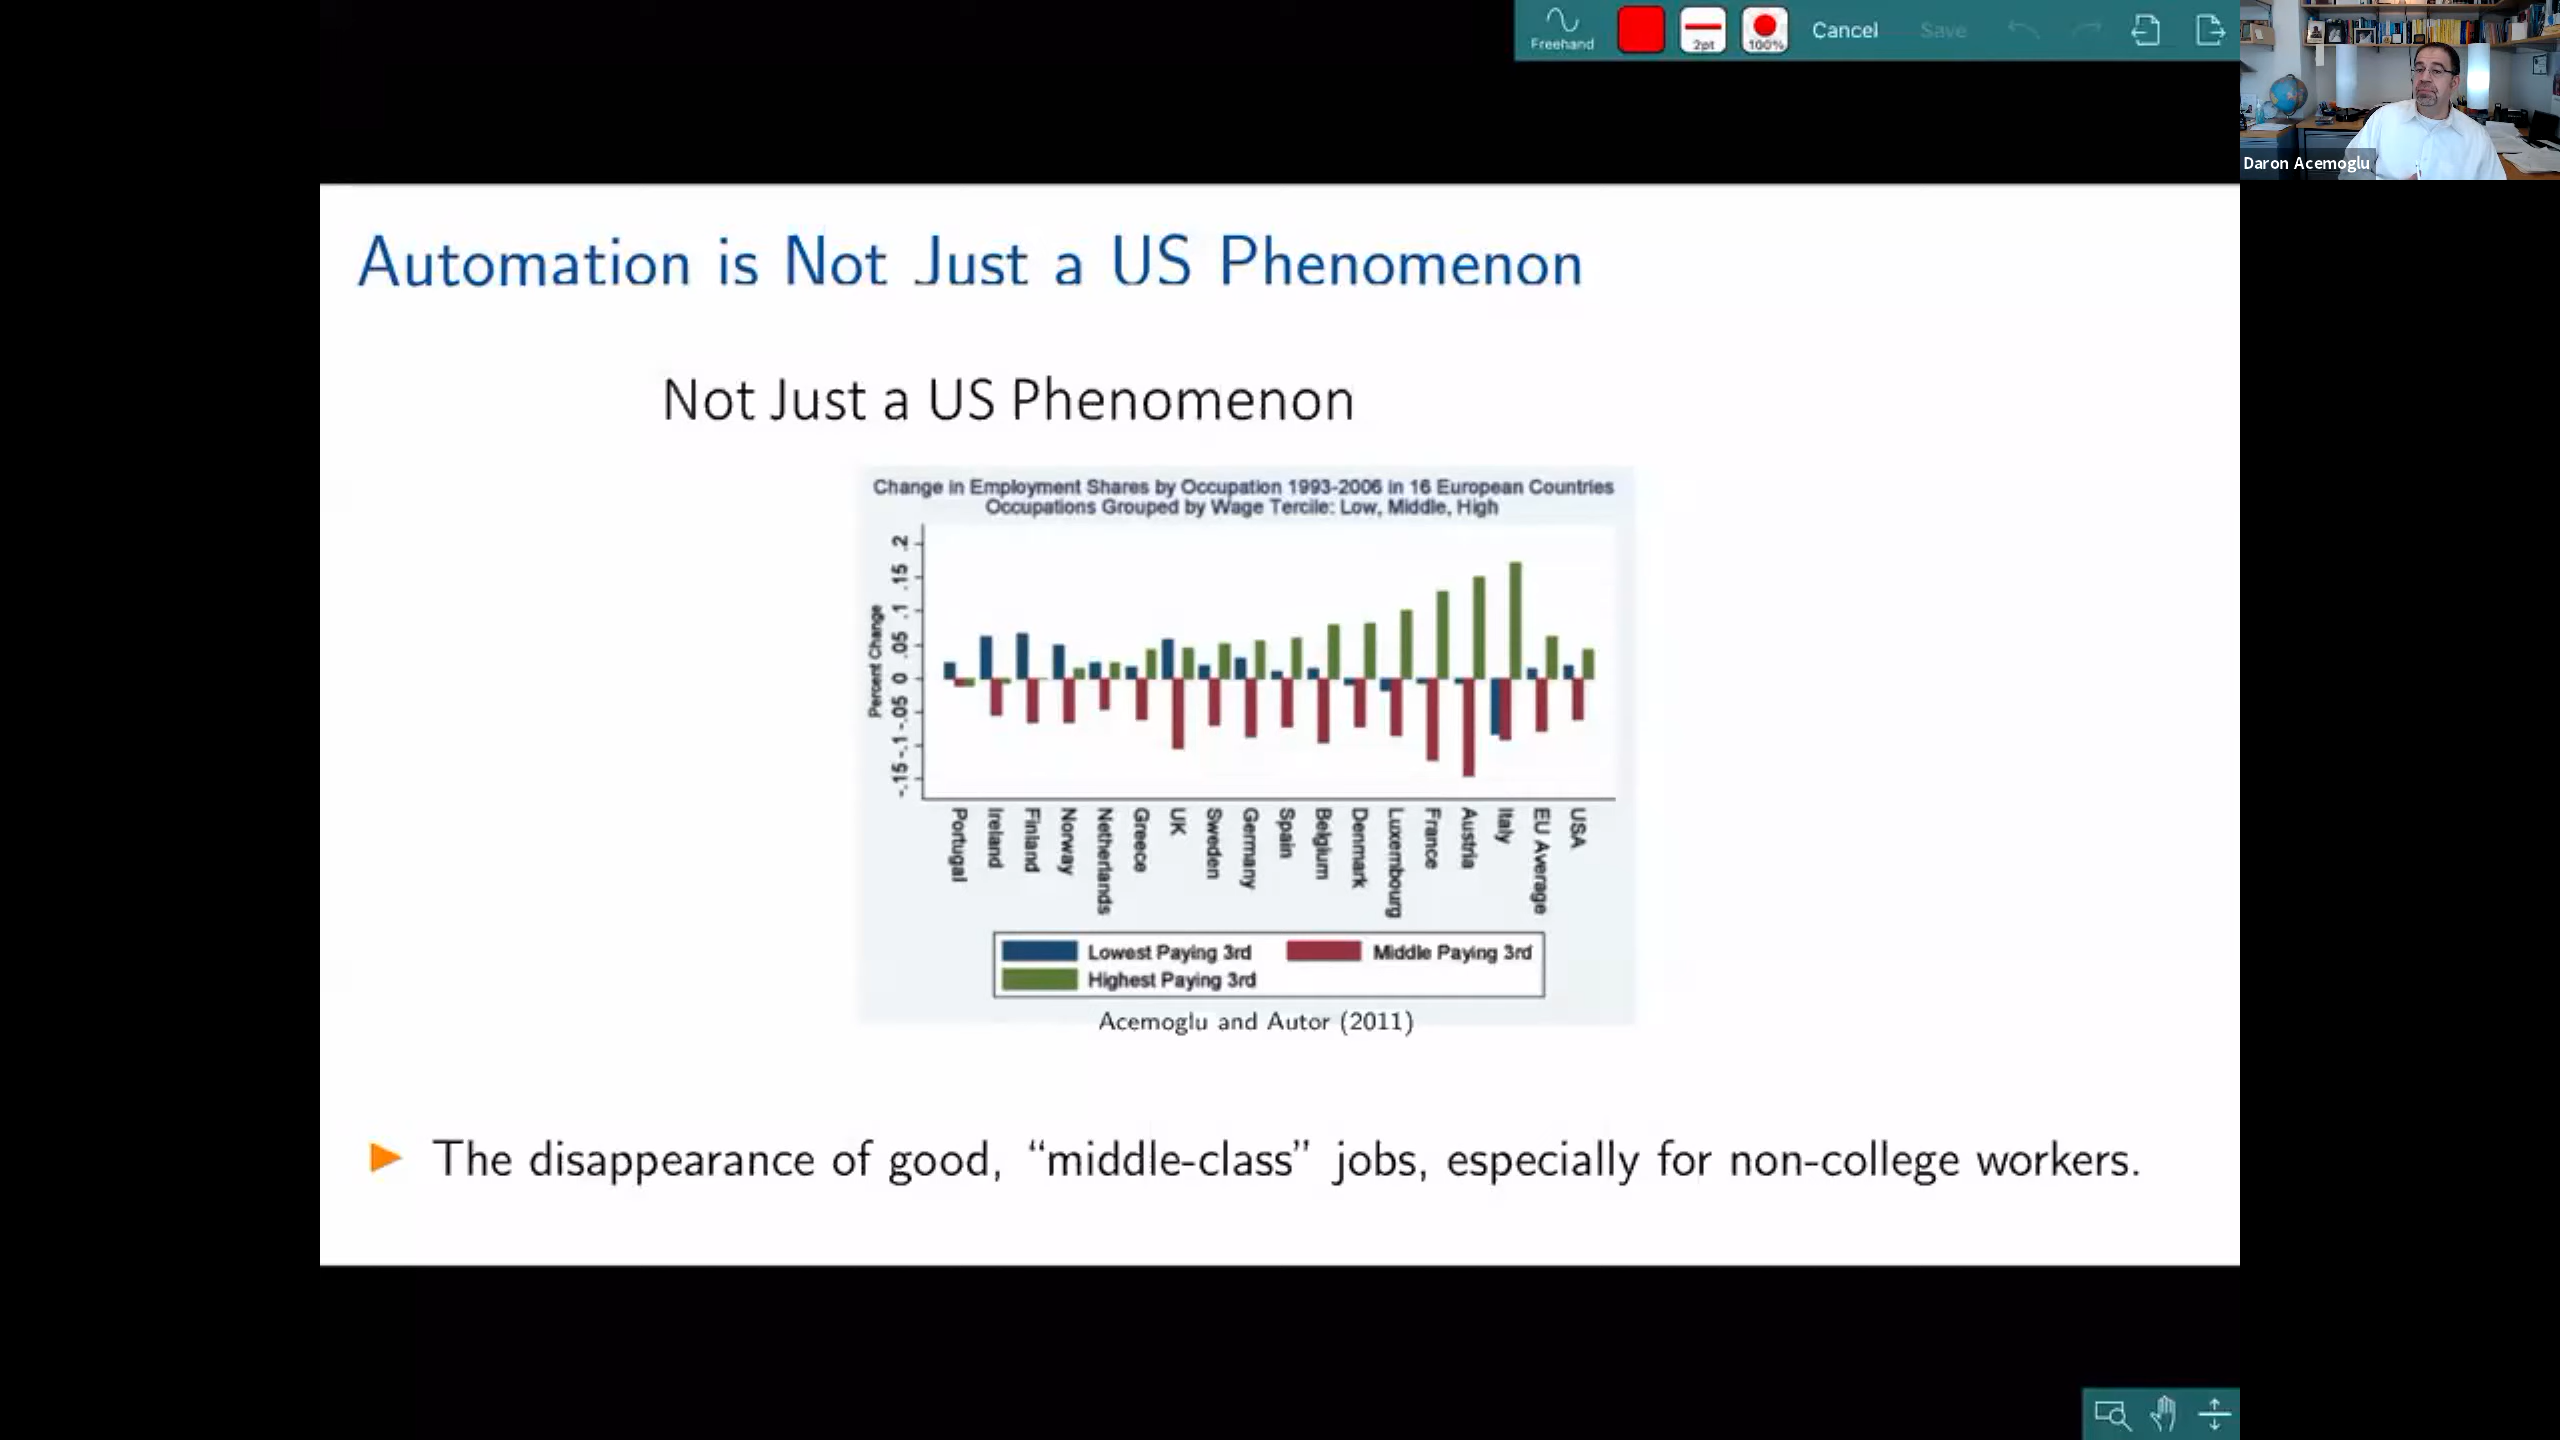 Freehand
2pt
100%
Cancel
Save
Daron Acemoglu
Automation is Not Just a US Phenomenon
Not Just a US Phenomenon
Change in Employment Shares by Occupation 1993-2006 in 16 European Countries
Occupations Grouped by Wage Tercile: Low, Middle, High
Percent Change
.2
.15
.1
.05
0
-.05
-.1
-.15
Portugal
Ireland
Finland
Norway
Netherlands
Greece
UK
Sweden
Germany
Spain
Belgium
Denmark
Luxembourg
France
Austria
Italy
EU Average
USA
Lowest Paying 3rd
Middle Paying 3rd
Highest Paying 3rd
Acemoglu and Autor (2011)
The disappearance of good, “middle-class” jobs, especially for non-college workers.